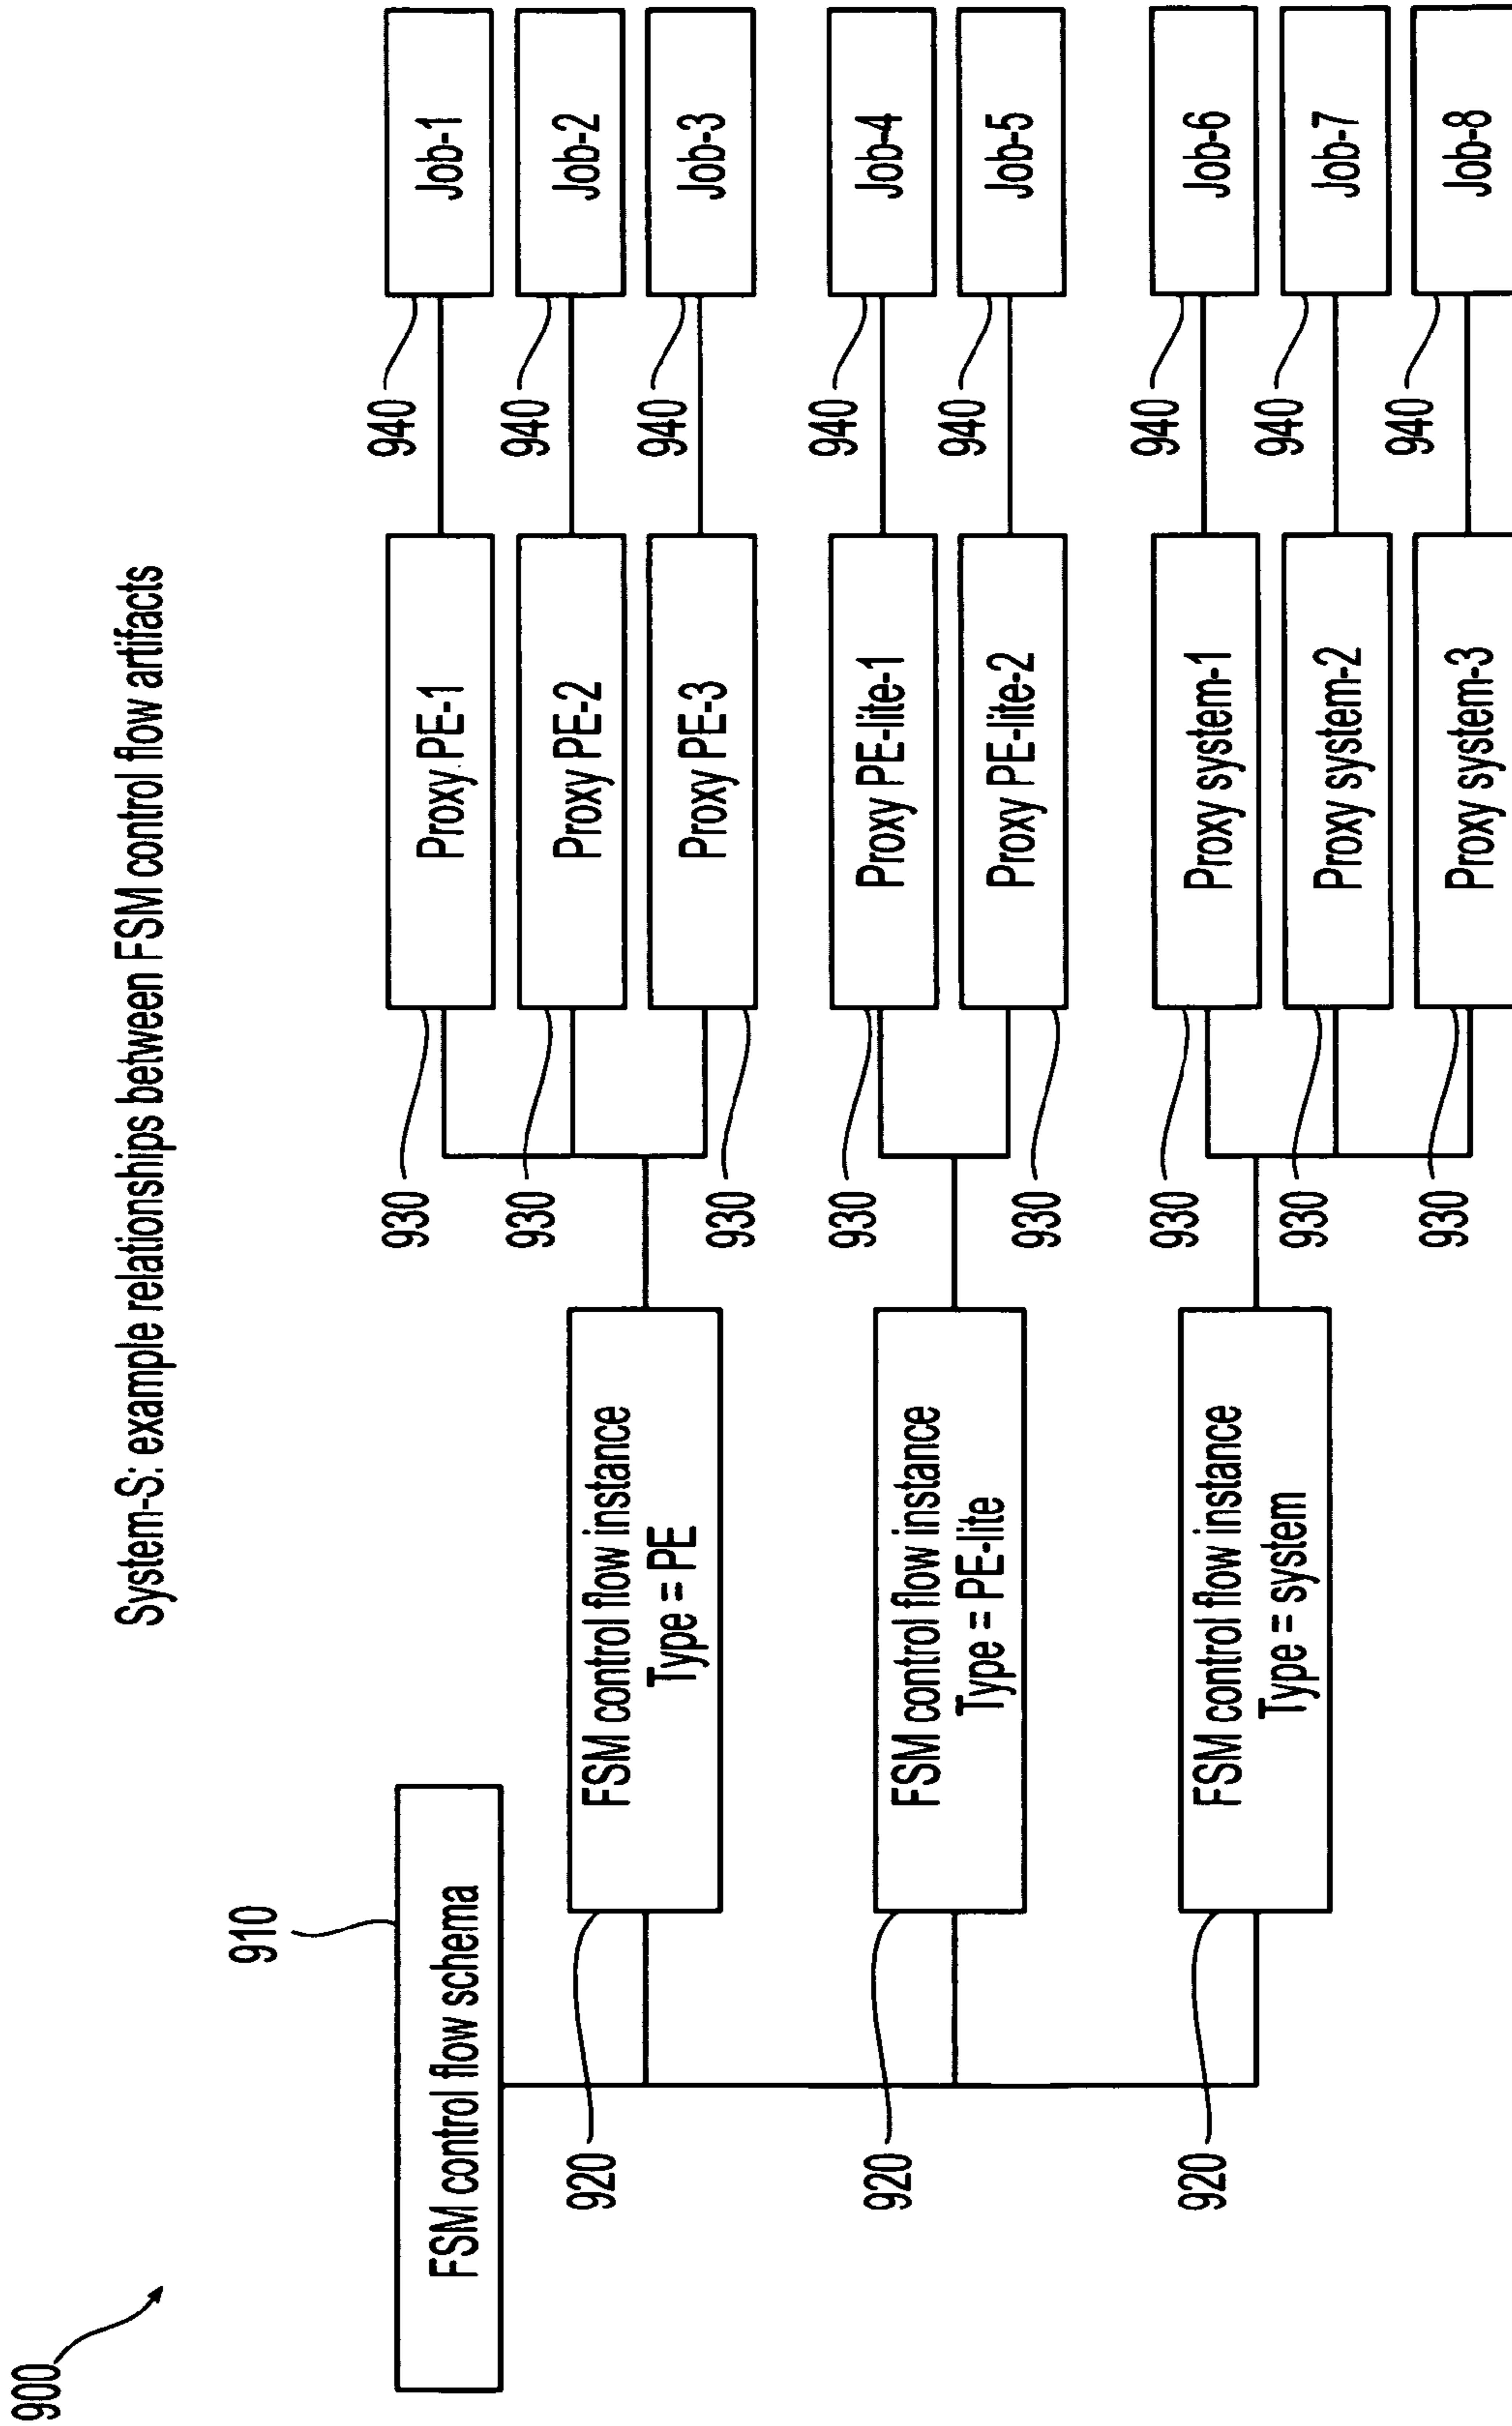 900
System-S: example relationships between FSM control flow artifacts
910
FSM control flow schema
920
FSM control flow instance
Type = PE
930
Proxy PE-1
940
Job-1
930
Proxy PE-2
940
Job-2
930
Proxy PE-3
940
Job-3
920
FSM control flow instance
Type = PE-lite
930
Proxy PE-lite-1
940
Job-4
930
Proxy PE-lite-2
940
Job-5
920
FSM control flow instance
Type = system
930
Proxy system-1
940
Job-6
930
Proxy system-2
940
Job-7
930
Proxy system-3
940
Job-8